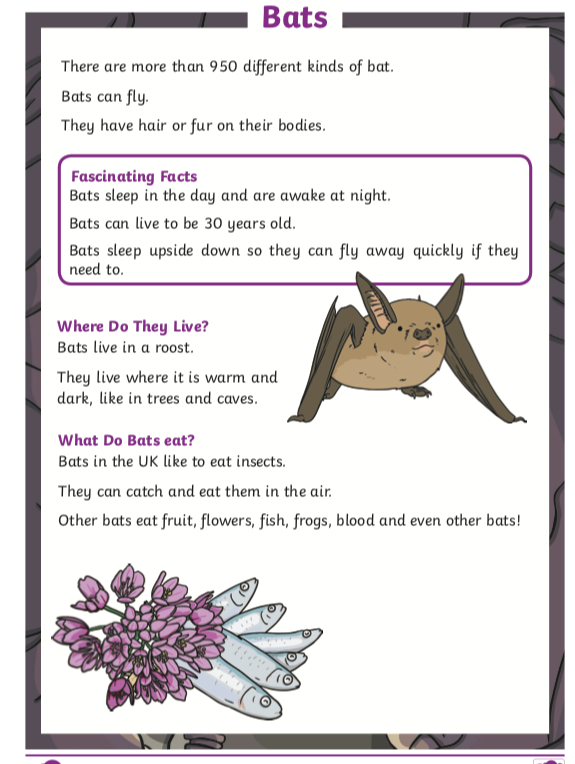 Bats
There are more than 950 different kinds of bat.
Bats can fly.
They have hair or fur on their bodies.
Fascinating Facts
Bats sleep in the day and are awake at night.
Bats can live to be 30 years old.
Bats sleep upside down so they can fly away quickly if they
need to.
Where Do They Live?
Bats live in a roost.
They live where it is warm and
dark, like in trees and caves.
What Do Bats eat?
Bats in the UK like to eat insects.
They can catch and eat them in the air.
Other bats eat fruit, flowers, fish, frogs, blood and even other bats!